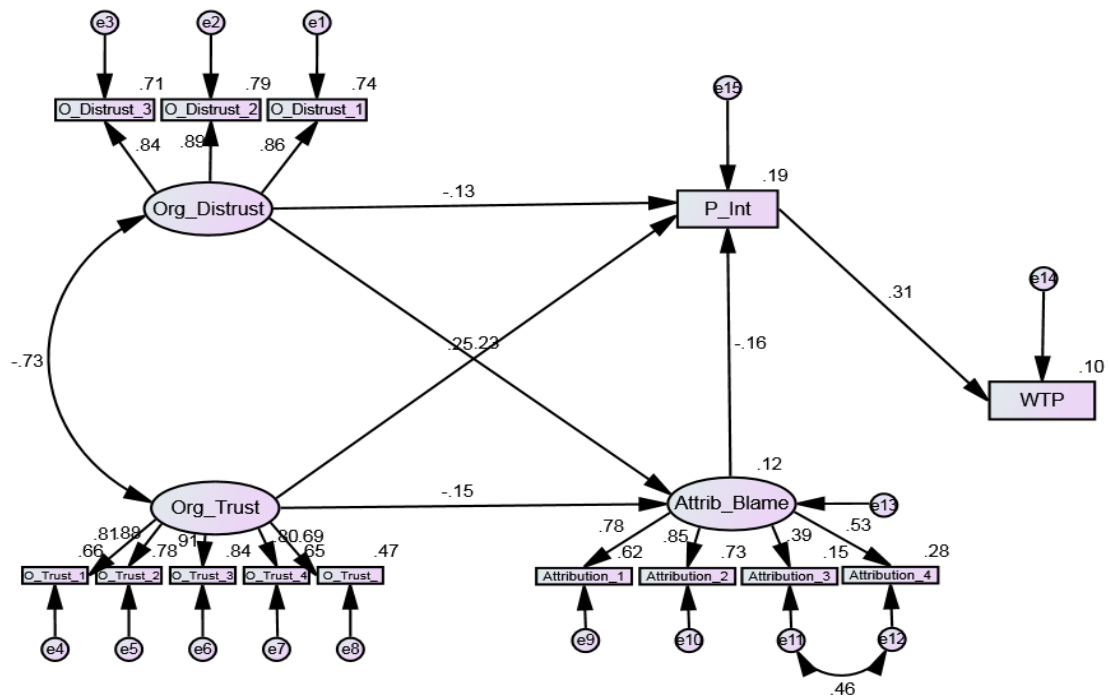 e3
e2
e1
.71
.79
.74
O_Distrust_3
O_Distrust_2
O_Distrust_1
.84
.89
.86
e15
Org_Distrust
-.13
.19
P_Int
e14
.31
-.73
.25
.23
-.16
.10
WTP
Org_Trust
-.15
.12
Attrib_Blame
e13
.81
.88
.91
.80
.69
.66
.78
.84
.65
.47
.78
.85
.39
.53
.62
.73
.15
.28
O_Trust_1
O_Trust_2
O_Trust_3
O_Trust_4
O_Trust_
Attribution_1
Attribution_2
Attribution_3
Attribution_4
e4
e5
e6
e7
e8
e9
e10
e11
e12
.46